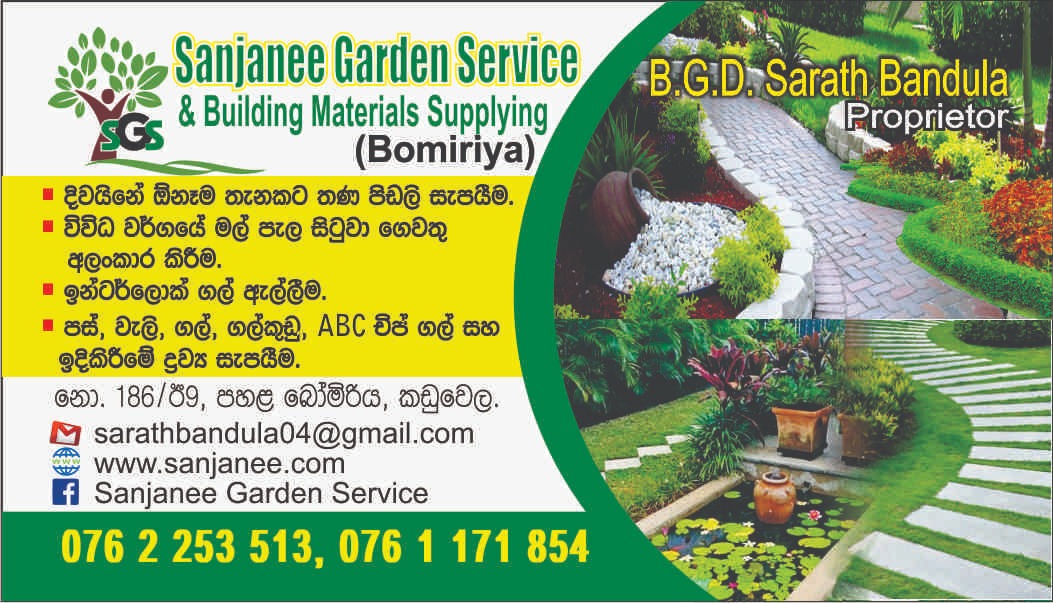 SGS
Sanjanee Garden Service
& Building Materials Supplying
(Bomiriya)
B.G.D. Sarath Bandula
Proprietor
දිවයිනේ ඕනෑම තැනකට තණ පිඩලි සැපයීම.
විවිධ වර්ගයේ මල් පැල සිටුවා ගෙවතු
අලංකාර කිරීම.
ඉන්ටර්ලොක් ගල් ඇල්ලීම.
පස්, වැලි, ගල්, ගල්කුඩු, ABC චිප් ගල් සහ
ඉදිකිරීමේ ද්‍රව්‍ය සැපයීම.
නො. 186/ඊ9, පහළ බෝමිරිය, කඩුවෙල.
sarathbandula04@gmail.com
www.sanjanee.com
Sanjanee Garden Service
076 2 253 513, 076 1 171 854